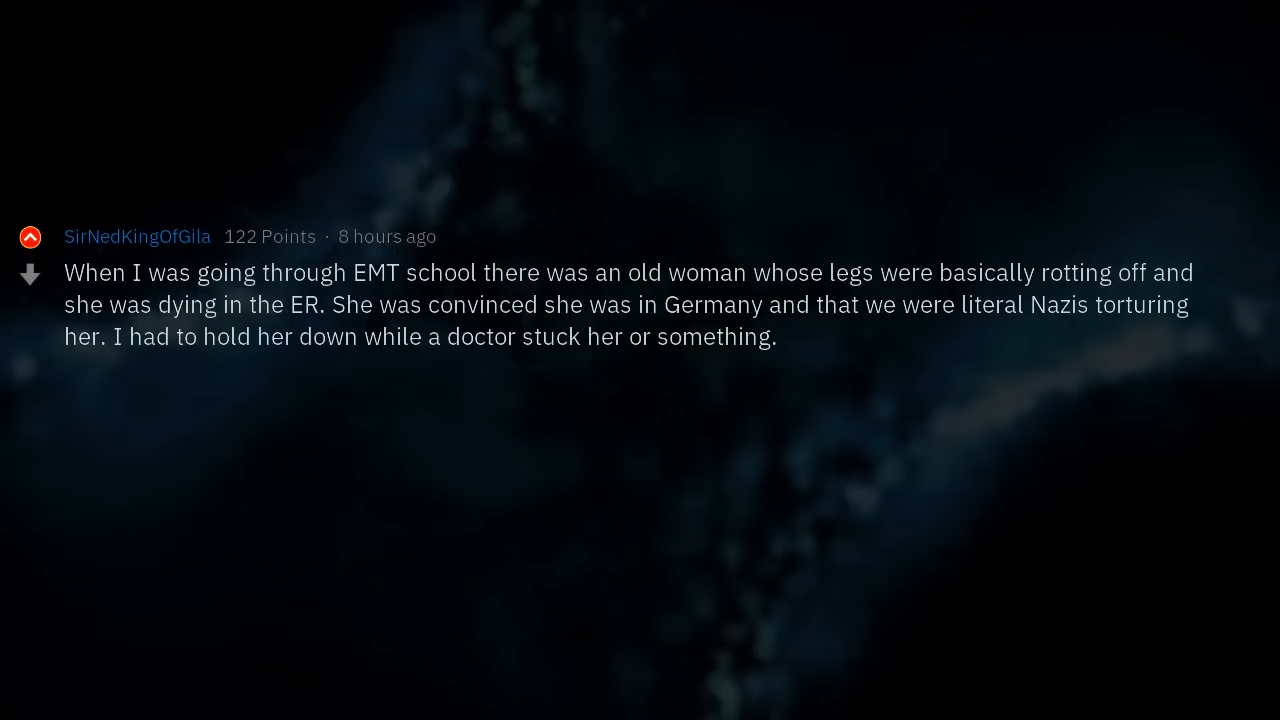 SirNedKingOfGila 122 Points · 8 hours ago
When I was going through EMT school there was an old woman whose legs were basically rotting off and
she was dying in the ER. She was convinced she was in Germany and that we were literal Nazis torturing
her. I had to hold her down while a doctor stuck her or something.